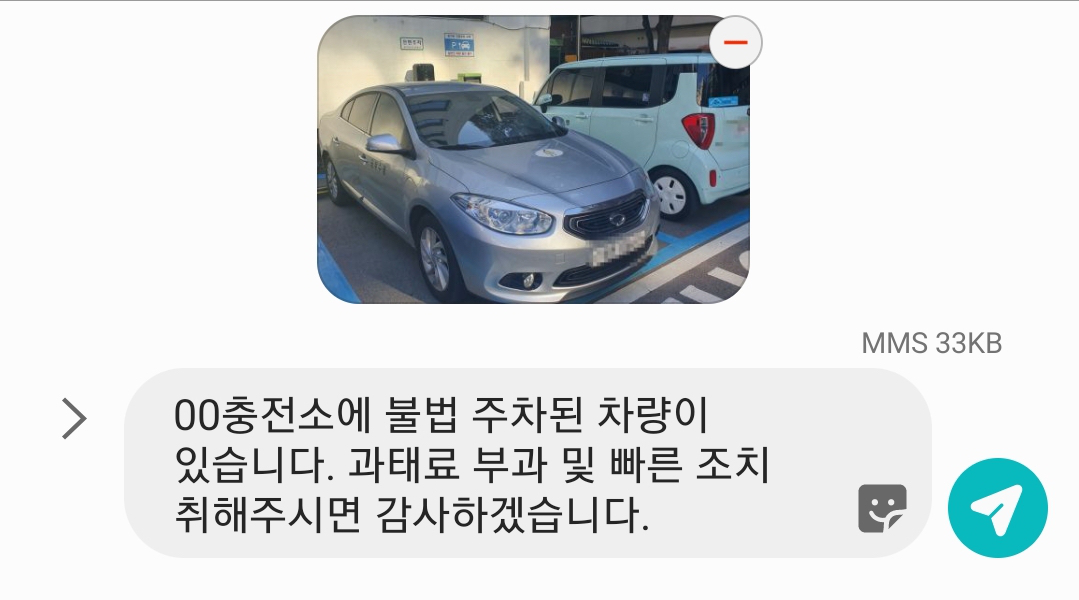 MMS 33KB
00충전소에 불법 주차된 차량이
있습니다. 과태료 부과 및 빠른 조치
취해주시면 감사하겠습니다.